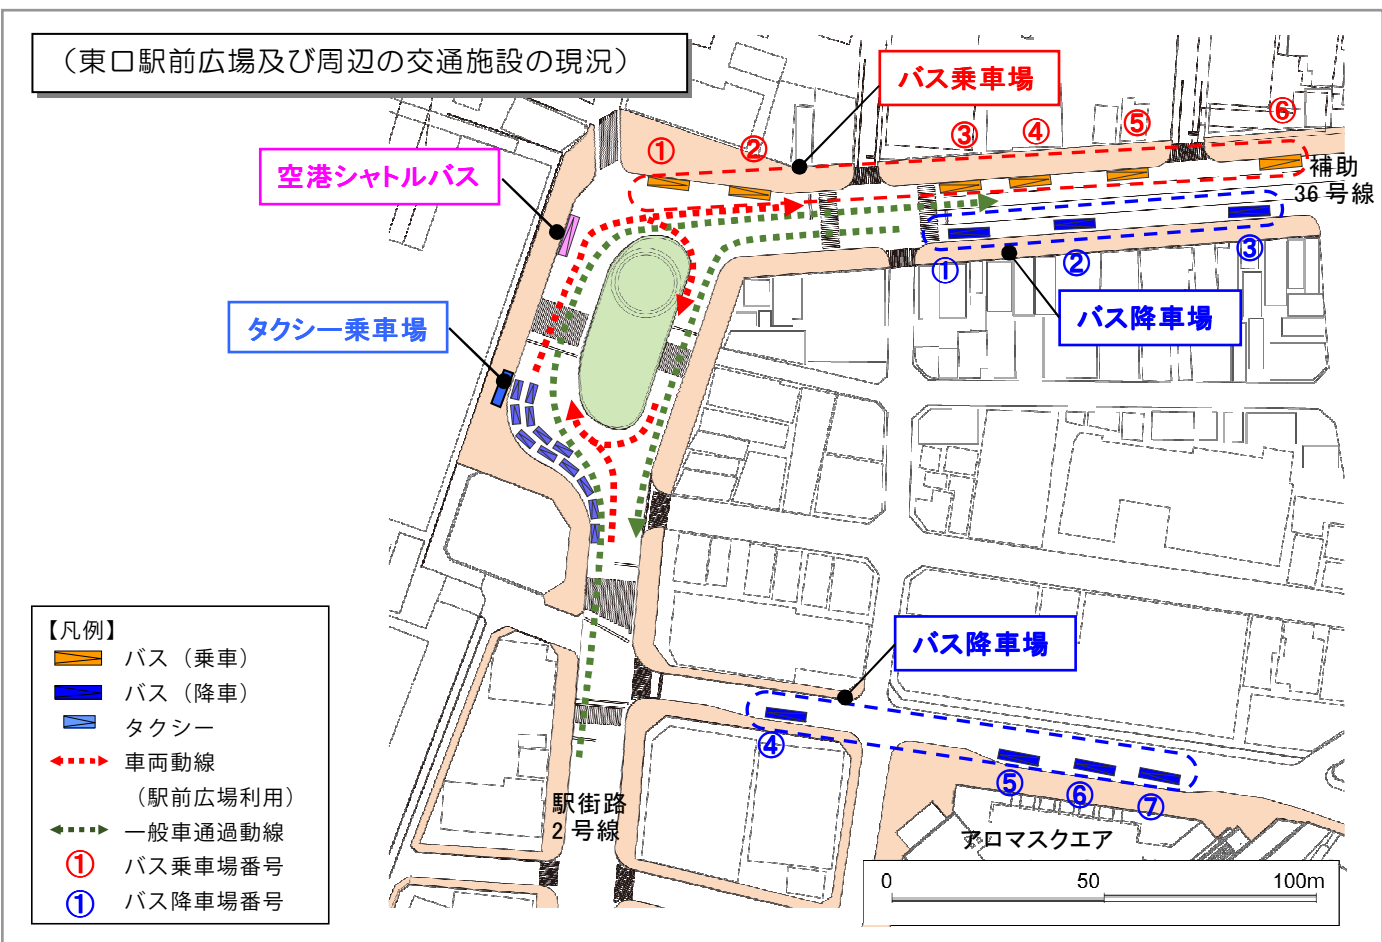 （東口駅前広場及び周辺の交通施設の現況）
バス乗車場
①
②
③
④
⑤
⑥
補助
36 号線
空港シャトルバス
タクシー乗車場
①
②
③
バス降車場
バス降車場
④
⑤
⑥
⑦
駅街路
2 号線
アロマスクエア
0 50 100m
【凡例】
バス（乗車）
バス（降車）
タクシー
車両動線
（駅前広場利用）
一般車通過動線
① バス乗車場番号
① バス降車場番号